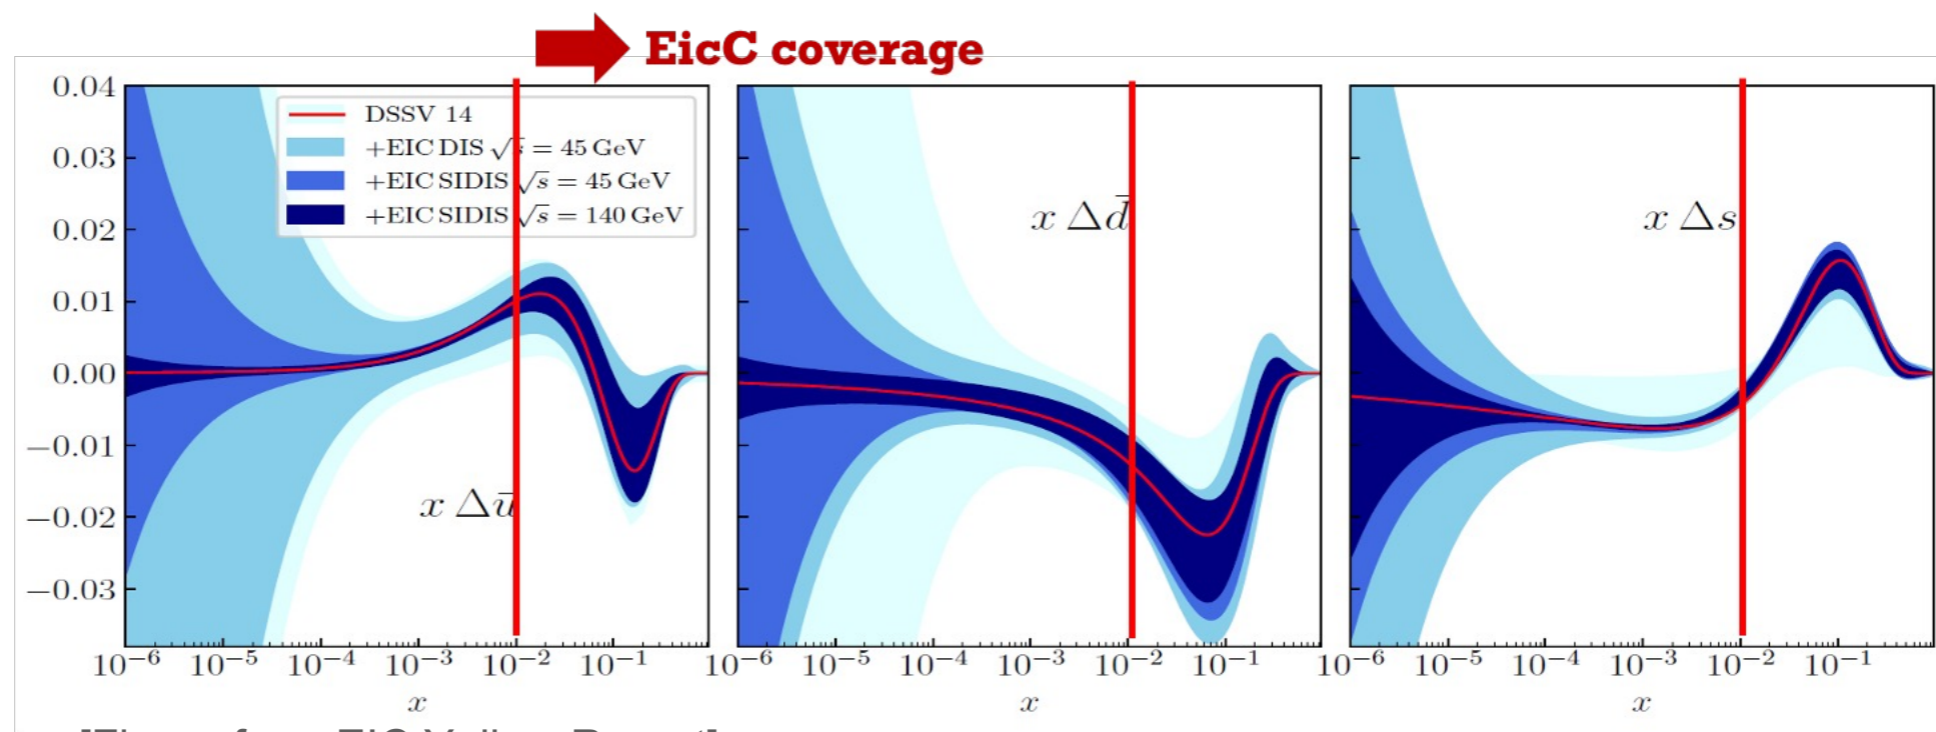 EicC coverage
0.04
0.03
0.02
0.01
0.00
−0.01
−0.02
−0.03
DSSV 14
+EIC DIS √s = 45 GeV
+EIC SIDIS √s = 45 GeV
+EIC SIDIS √s = 140 GeV
x Δū
x Δd̄
x Δs
10⁻⁶ 10⁻⁵ 10⁻⁴ 10⁻³ 10⁻² 10⁻¹ 1
10⁻⁶ 10⁻⁵ 10⁻⁴ 10⁻³ 10⁻² 10⁻¹ 1
10⁻⁶ 10⁻⁵ 10⁻⁴ 10⁻³ 10⁻² 10⁻¹
x x x